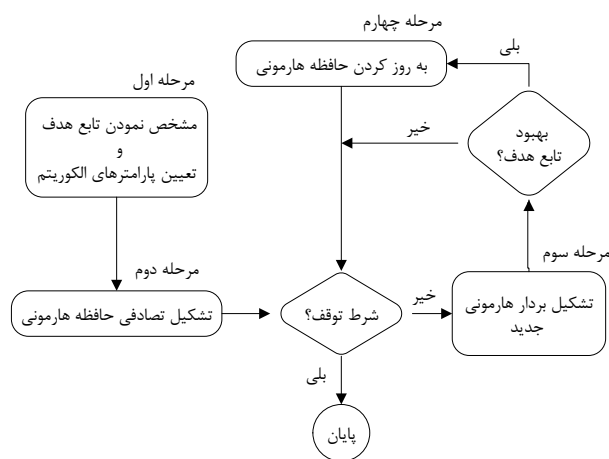 مرحله اول
مشخص نمودن تابع هدف
و
تعیین پارامترهای الکوریتم
مرحله دوم
تشکیل تصادفی حافظه هارمونی
شرط توقف؟
بلی
پایان
خیر
مرحله سوم
تشکیل بردار هارمونی
جدید
بهبود
تابع هدف؟
خیر
بلی
مرحله چهارم
به روز کردن حافظه هارمونی